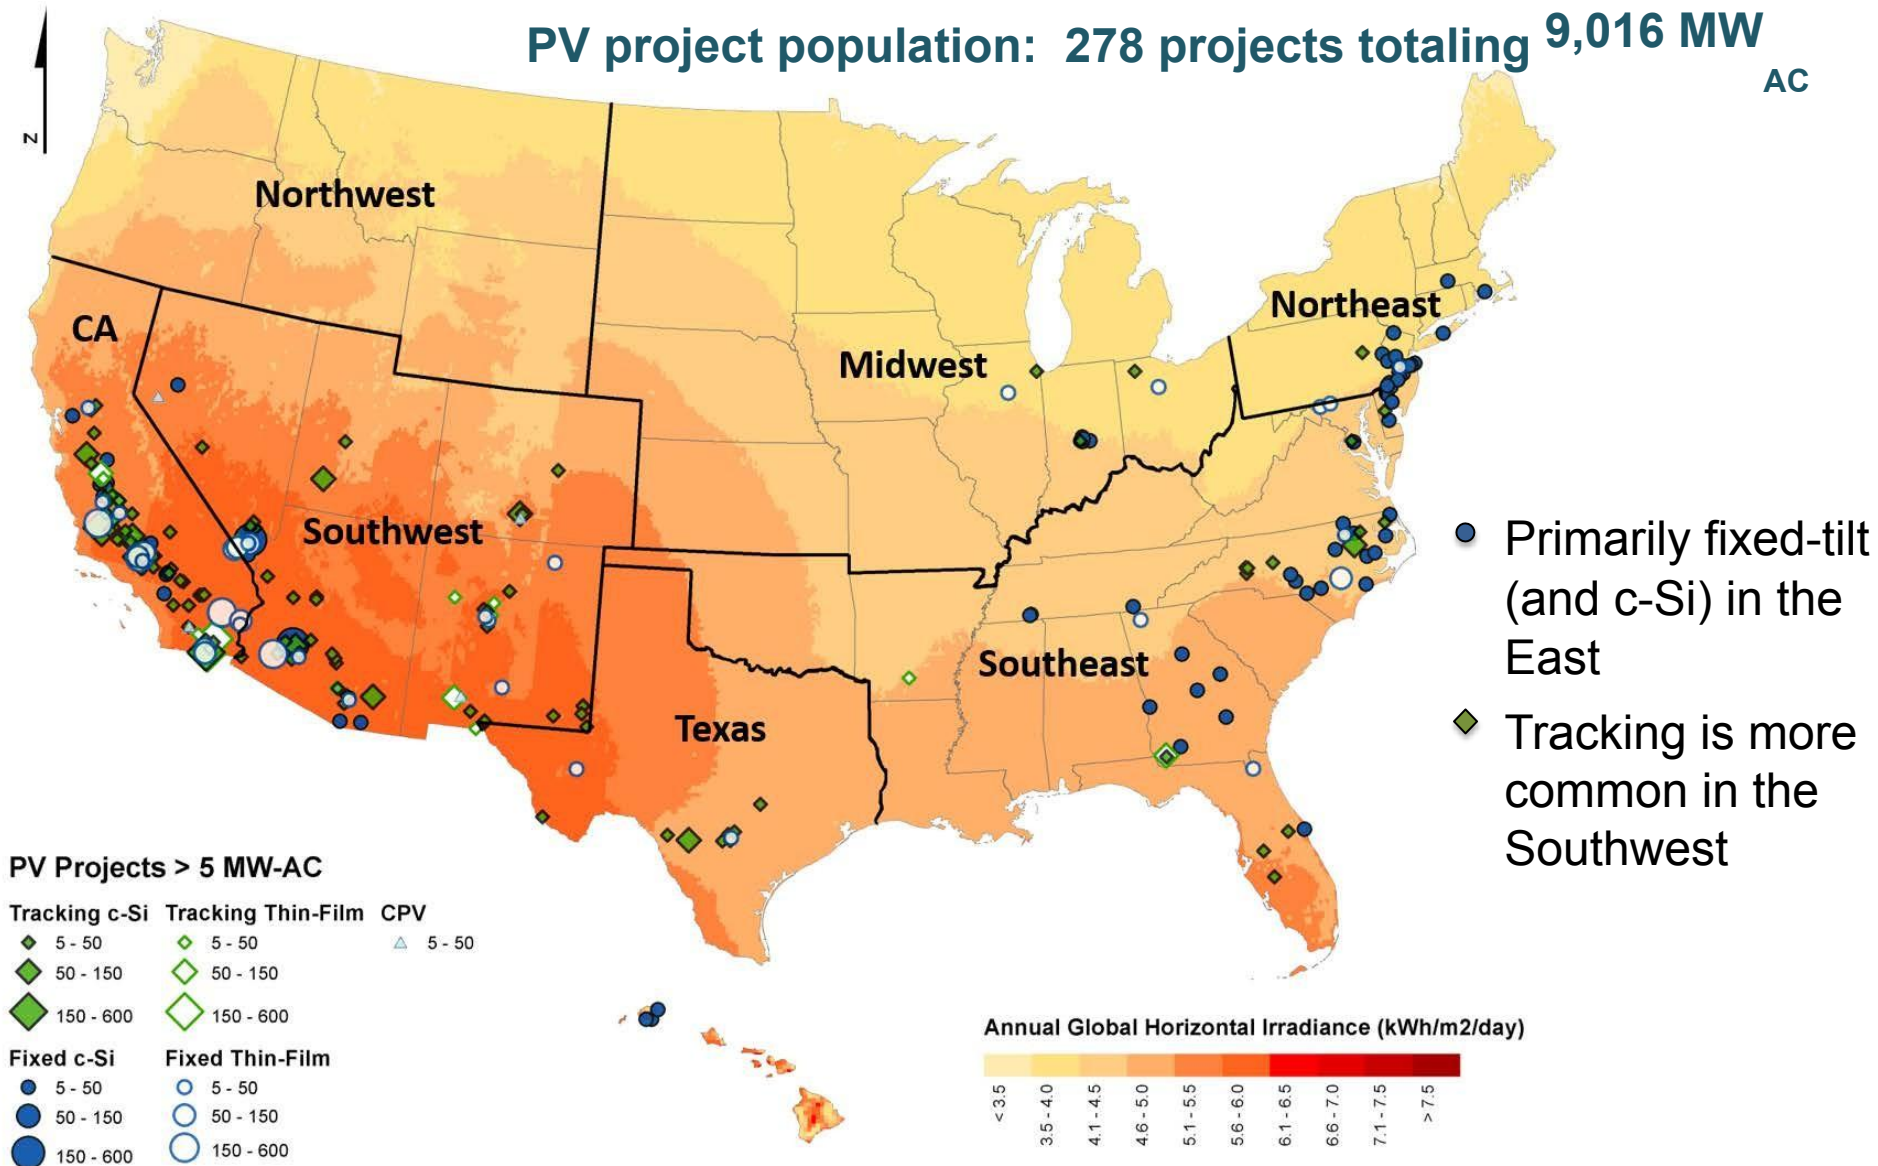 PV project population: 278 projects totaling 9,016 MW AC
N
Northwest
CA
Northeast
Midwest
Southwest
Southeast
Texas
Primarily fixed-tilt
(and c-Si) in the
East
Tracking is more
common in the
Southwest
PV Projects > 5 MW-AC
Tracking c-Si Tracking Thin-Film CPV
5 - 50 5 - 50 5 - 50
50 - 150 50 - 150
150 - 600 150 - 600
Fixed c-Si Fixed Thin-Film
5 - 50 5 - 50
50 - 150 50 - 150
150 - 600 150 - 600
Annual Global Horizontal Irradiance (kWh/m2/day)
< 3.5
3.5 - 4.0
4.1 - 4.5
4.6 - 5.0
5.1 - 5.5
5.6 - 6.0
6.1 - 6.5
6.6 - 7.0
7.1 - 7.5
> 7.5